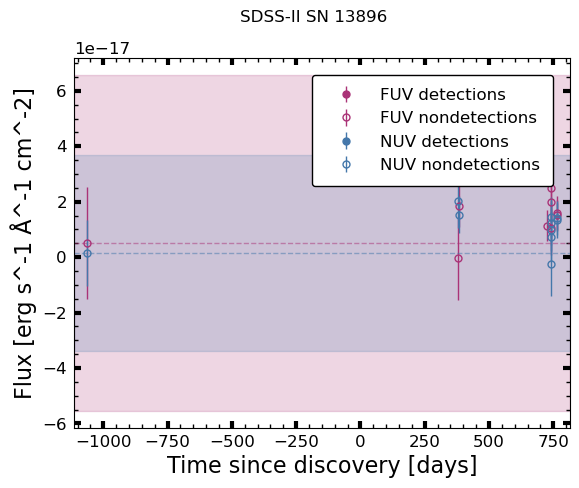 SDSS-II SN 13896
1e−17
6
4
2
0
−2
−4
−6
Flux [erg s^-1 Å^-1 cm^-2]
FUV detections
FUV nondetections
NUV detections
NUV nondetections
−1000 −750 −500 −250 0 250 500 750
Time since discovery [days]